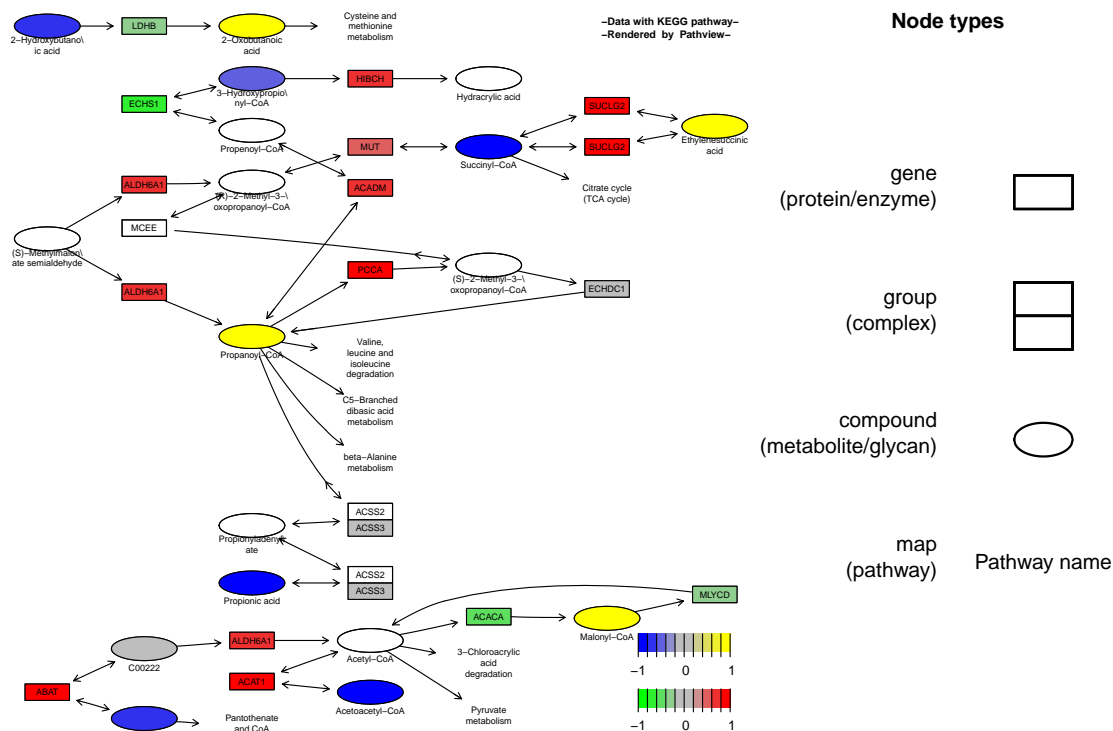 LDHB
2−Hydroxybutano\
ic acid
2−Oxobutanoic
acid
Cysteine and
methionine
metabolism
−Data with KEGG pathway−
−Rendered by Pathview−
Node types
ECHS1
3−Hydroxypropio\
nyl−CoA
HIBCH
Hydracrylic acid
Propenoyl−CoA
MUT
Succinyl−CoA
SUCLG2
SUCLG2
Ethylenesuccinic
acid
Citrate cycle
(TCA cycle)
ALDH6A1
(R)−2−Methyl−3−\
oxopropanoyl−CoA
ACADM
MCEE
(S)−Methylmalon\
ate semialdehyde
ALDH6A1
PCCA
(S)−2−Methyl−3−\
oxopropanoyl−CoA
ECHDC1
Propanoyl−CoA
Valine,
leucine and
isoleucine
degradation
C5−Branched
dibasic acid
metabolism
beta−Alanine
metabolism
ACSS2
ACSS3
Propionyladenyl\
ate
ACSS2
ACSS3
Propionic acid
MLYCD
ACACA
Malonyl−CoA
ALDH6A1
Acetyl−CoA
C00222
3−Chloroacrylic
acid
degradation
ABAT
ACAT1
Acetoacetyl−CoA
Pantothenate
and CoA
Pyruvate
metabolism
−1 0 1
−1 0 1
gene
(protein/enzyme)
group
(complex)
compound
(metabolite/glycan)
map
(pathway)
Pathway name